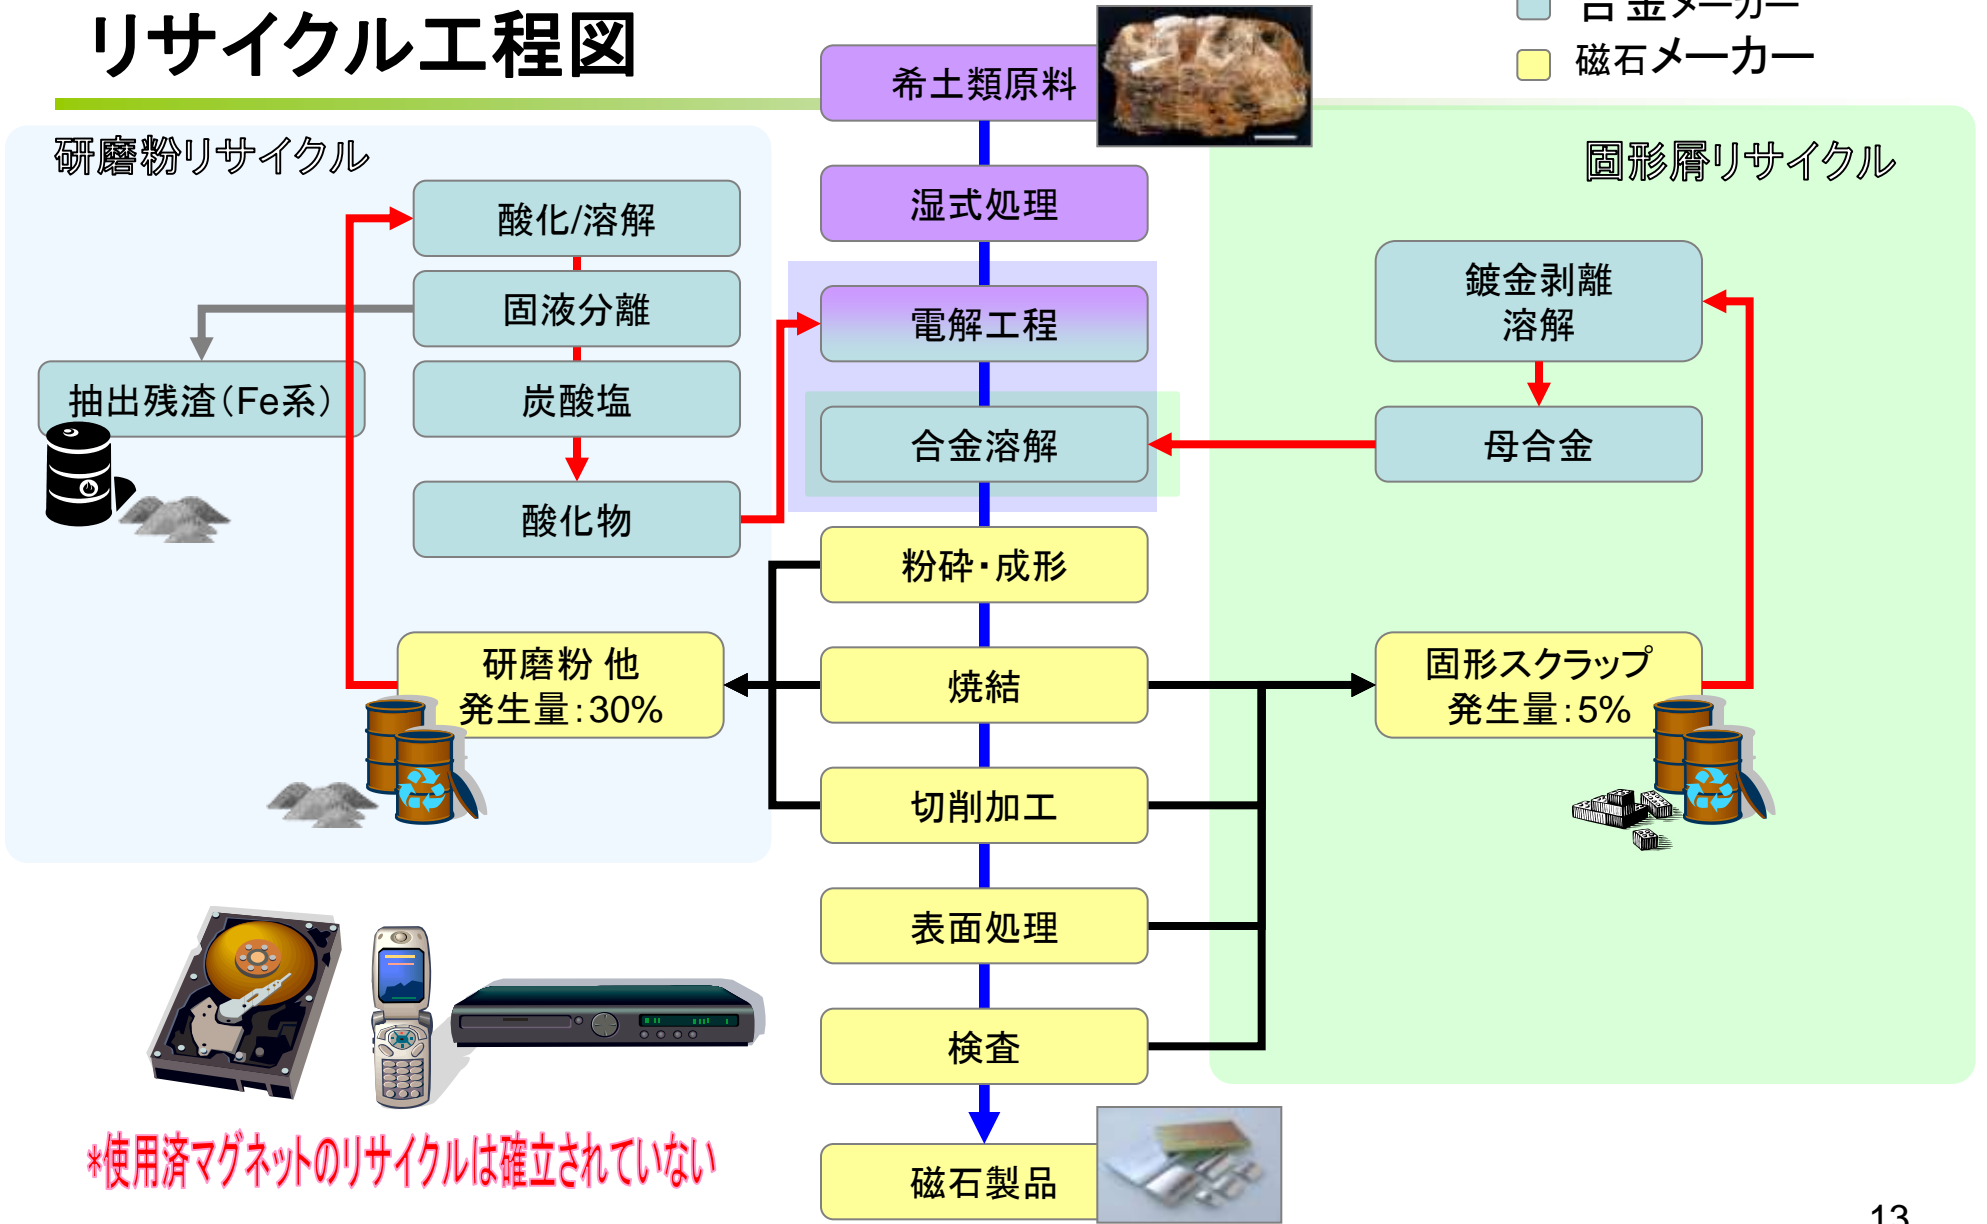 リサイクル工程図
合金メーカー
磁石メーカー
研磨粉リサイクル
固形屑リサイクル
希土類原料
湿式処理
電解工程
合金溶解
粉砕・成形
焼結
切削加工
表面処理
検査
磁石製品
酸化/溶解
固液分離
炭酸塩
酸化物
抽出残渣(Fe系)
研磨粉 他
発生量:30%
鍍金剥離
溶解
母合金
固形スクラップ
発生量:5%
*使用済マグネットのリサイクルは確立されていない
13